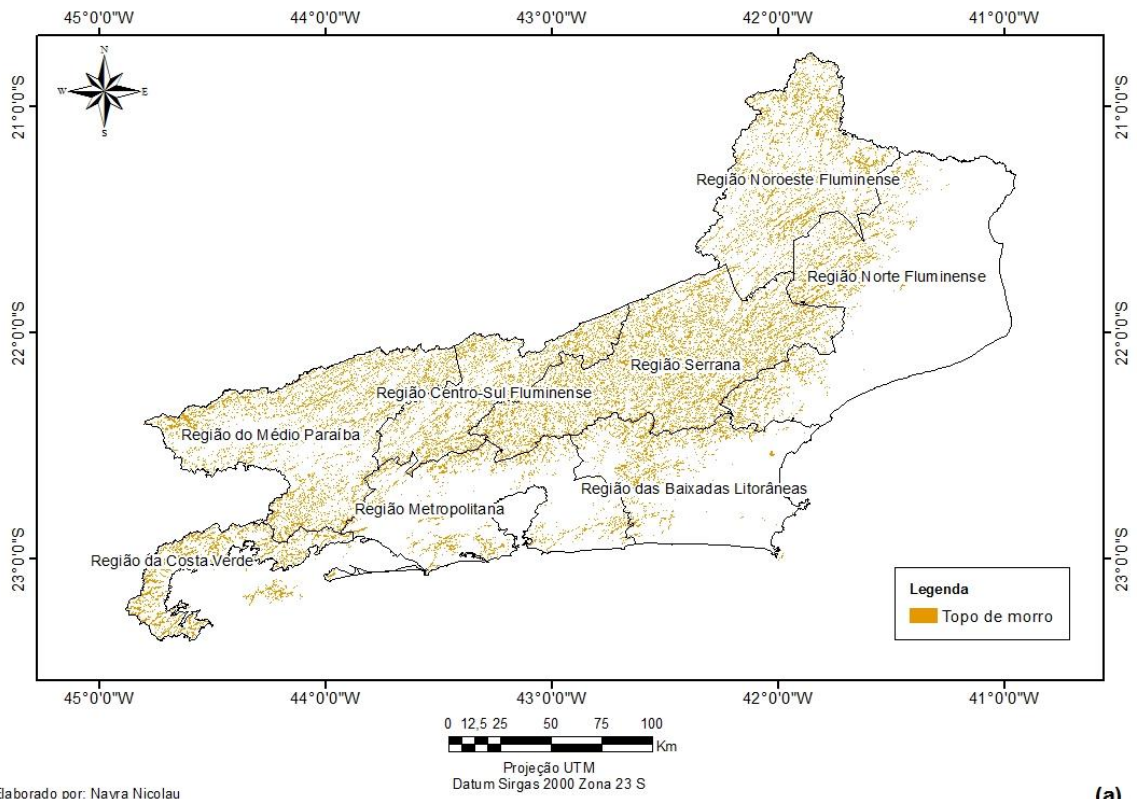 45°0'0"W 44°0'0"W 43°0'0"W 42°0'0"W 41°0'0"W
N
W E
S
21°0'0"S 21°0'0"S
Região Noroeste Fluminense
Região Norte Fluminense
22°0'0"S 22°0'0"S
Região Serrana
Região Centro-Sul Fluminense
Região do Médio Paraíba
Região das Baixadas Litorâneas
Região Metropolitana
23°0'0"S 23°0'0"S
Região da Costa Verde
Legenda
Topo de morro
45°0'0"W 44°0'0"W 43°0'0"W 42°0'0"W 41°0'0"W
0 12,5 25 50 75 100
Km
Projeção UTM
Datum Sirgas 2000 Zona 23 S
Elaborado por: Nayra Nicolau
(a)